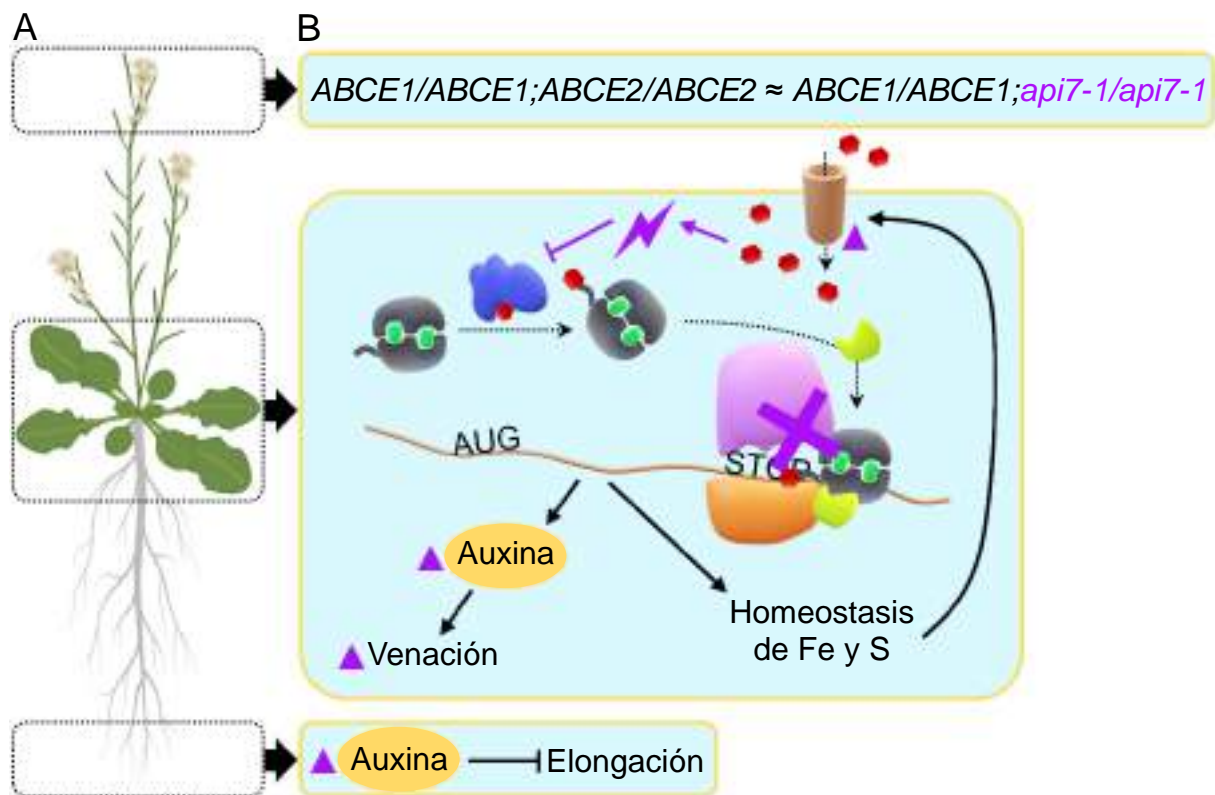 A
B
ABCE1/ABCE1;ABCE2/ABCE2 ≈ ABCE1/ABCE1;api7-1/api7-1
AUG
STOP
Auxina
Venación
Homeostasis
de Fe y S
Auxina
Elongación